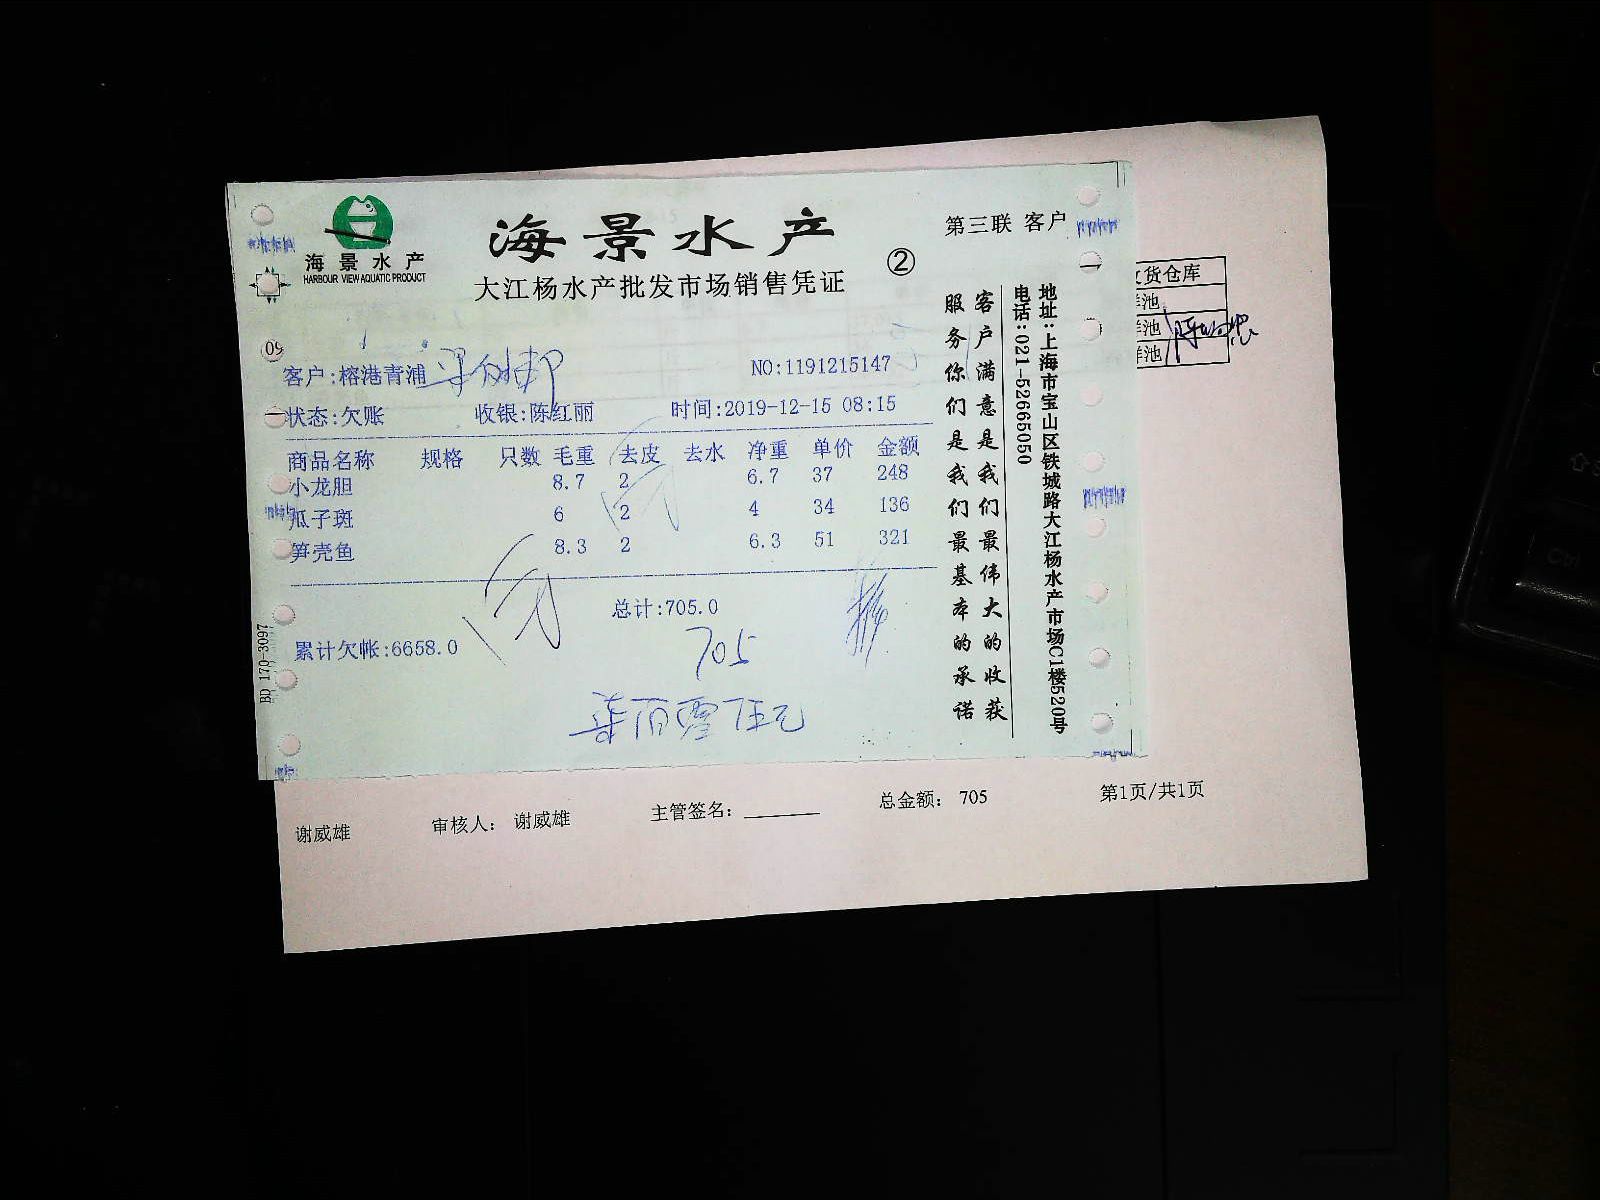 海景水产
HARBOUR VIEW AQUATIC PRODUCT
海景水产
大江杨水产批发市场销售凭证
②
第三联 客户
客户:榕港青浦
NO:1191215147
状态:欠账 收银:陈红丽 时间:2019-12-15 08:15
商品名称 规格 只数 毛重 去皮 去水 净重 单价 金额
小龙胆 8.7 2 6.7 37 248
瓜子斑 6 2 4 34 136
笋壳鱼 8.3 2 6.3 51 321
总计:705.0
累计欠帐:6658.0
705
BD 170-3097
客户满意是我们最伟大的收获
服务你们是我们最基本的承诺
地址:上海市宝山区铁城路大江杨水产市场C1楼520号
电话:021-52665050
货仓库
鲜池
鲜池
鲜池
谢威雄 审核人: 谢威雄 主管签名: 总金额: 705 第1页/共1页